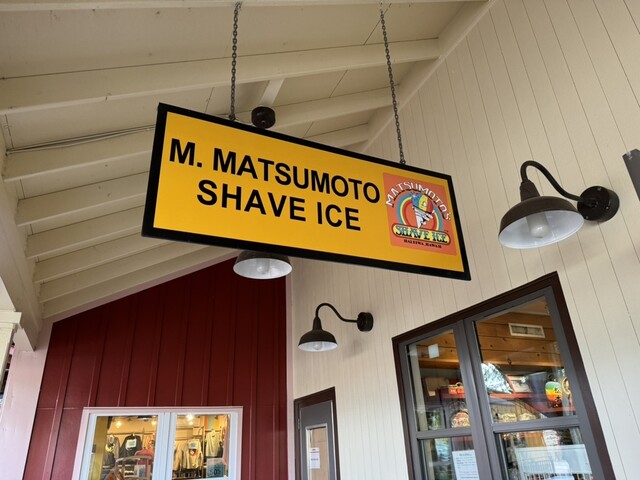 M. MATSUMOTO
SHAVE ICE
MATSUMOTO'S
SHAVE ICE
HALEIWA, HAWAII